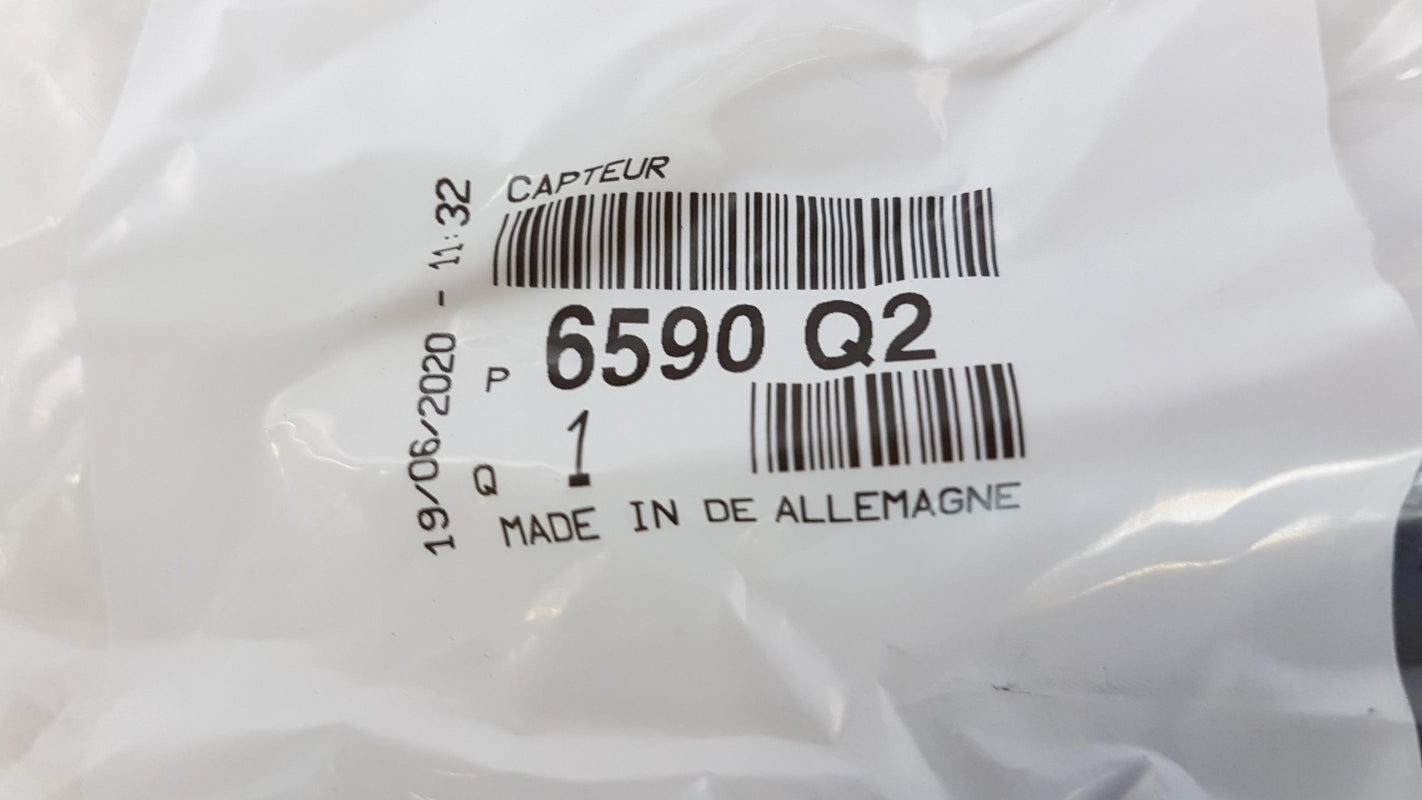 CAPTEUR
P 6590 Q2
Q 1
MADE IN DE ALLEMAGNE
19/06/2020 - 11:32